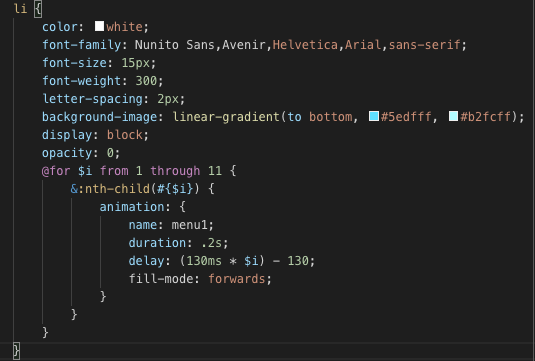 li {
color: white;
font-family: Nunito Sans,Avenir,Helvetica,Arial,sans-serif;
font-size: 15px;
font-weight: 300;
letter-spacing: 2px;
background-image: linear-gradient(to bottom, #5edfff, #b2fcff);
display: block;
opacity: 0;
@for $i from 1 through 11 {
&:nth-child(#{$i}) {
animation: {
name: menu1;
duration: .2s;
delay: (130ms * $i) - 130;
fill-mode: forwards;
}
}
}
}